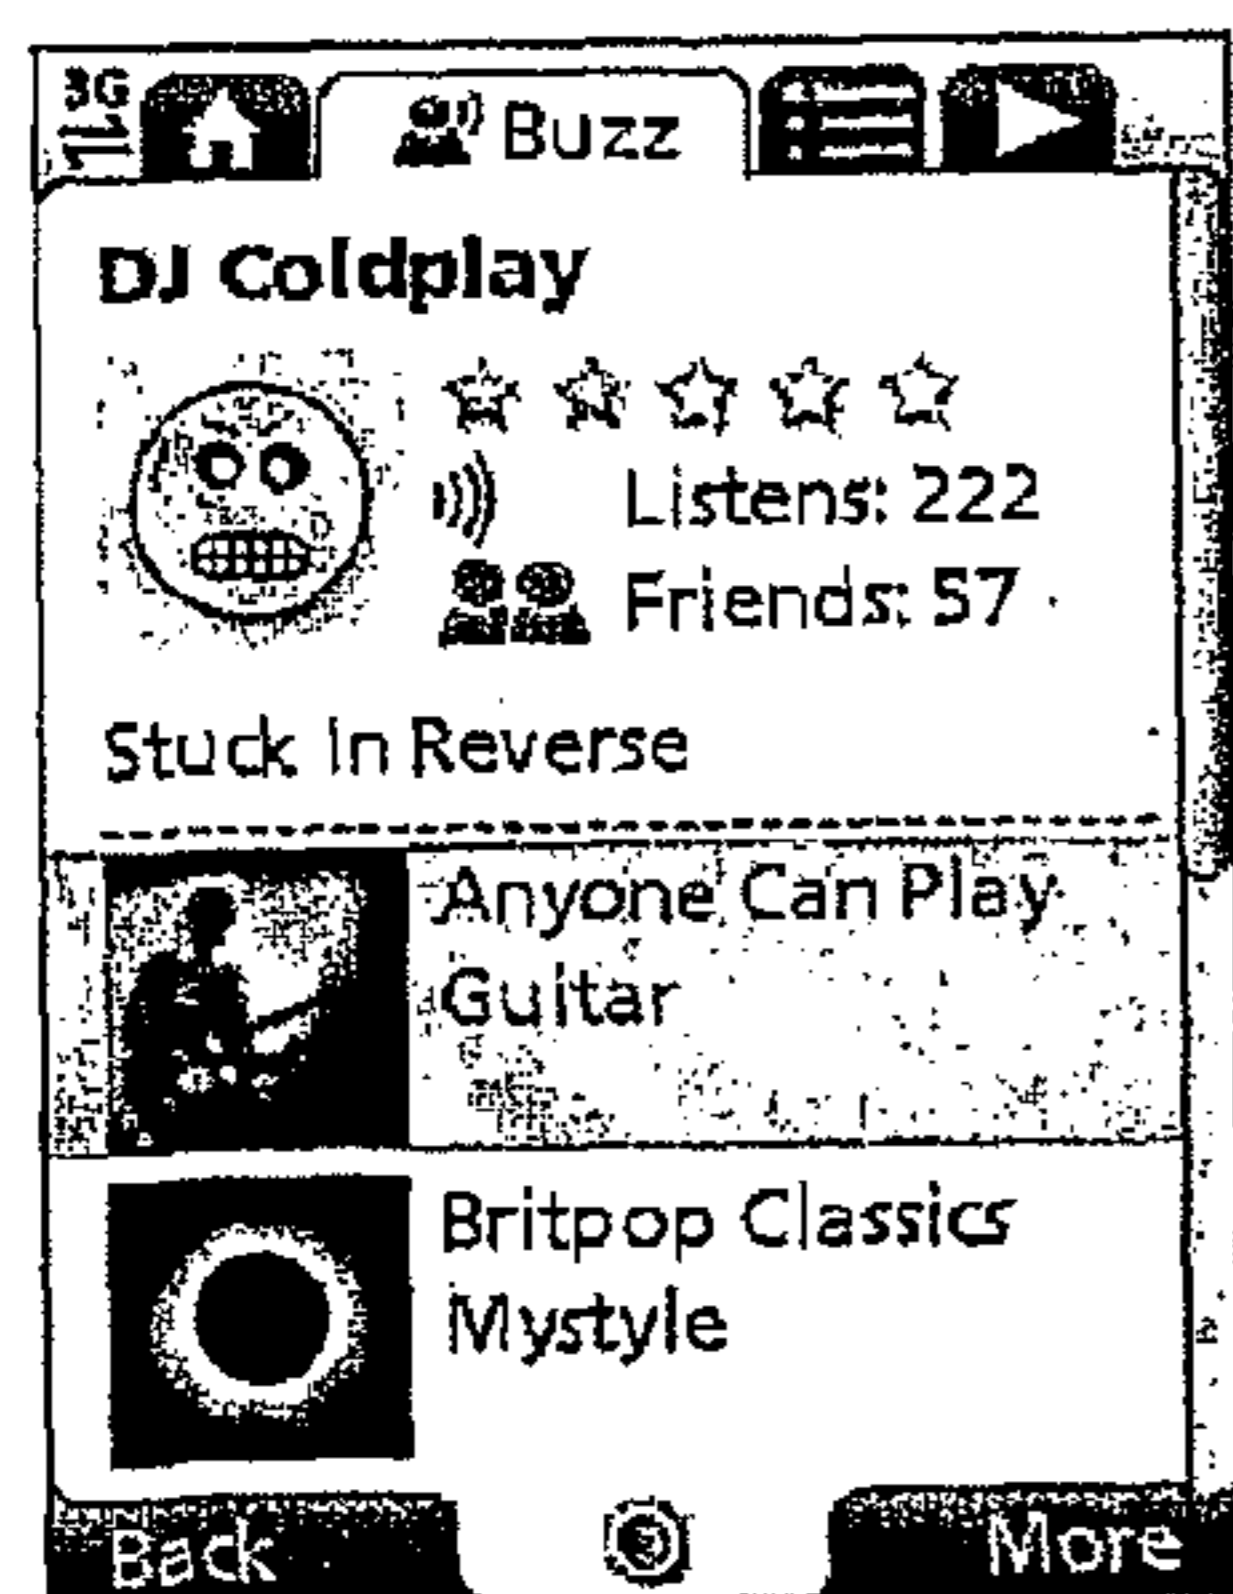 3G
Buzz
DJ Coldplay
Listens: 222
Friends: 57
Stuck in Reverse
Anyone Can Play
Guitar
Britpop Classics
Mystyle
Back
More